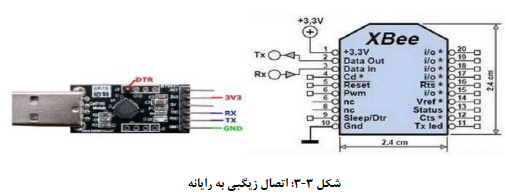 DTR
3V3
RX
TX
GND
+3,3V
Tx
Rx
XBee
2,4 cm
2,4 cm
1 +3,3V
2 Data Out
3 Data In
4 Cd *
5 Reset
6 Pwm
7 nc
8 nc
9 Sleep/Dtr
10 Gnd
i/o * 20
i/o * 19
i/o * 18
i/o * 17
Rts * 16
i/o * 15
Vref * 14
Status 13
Cts * 12
Tx led 11
شکل ۳-۳: اتصال زیگبی به رایانه